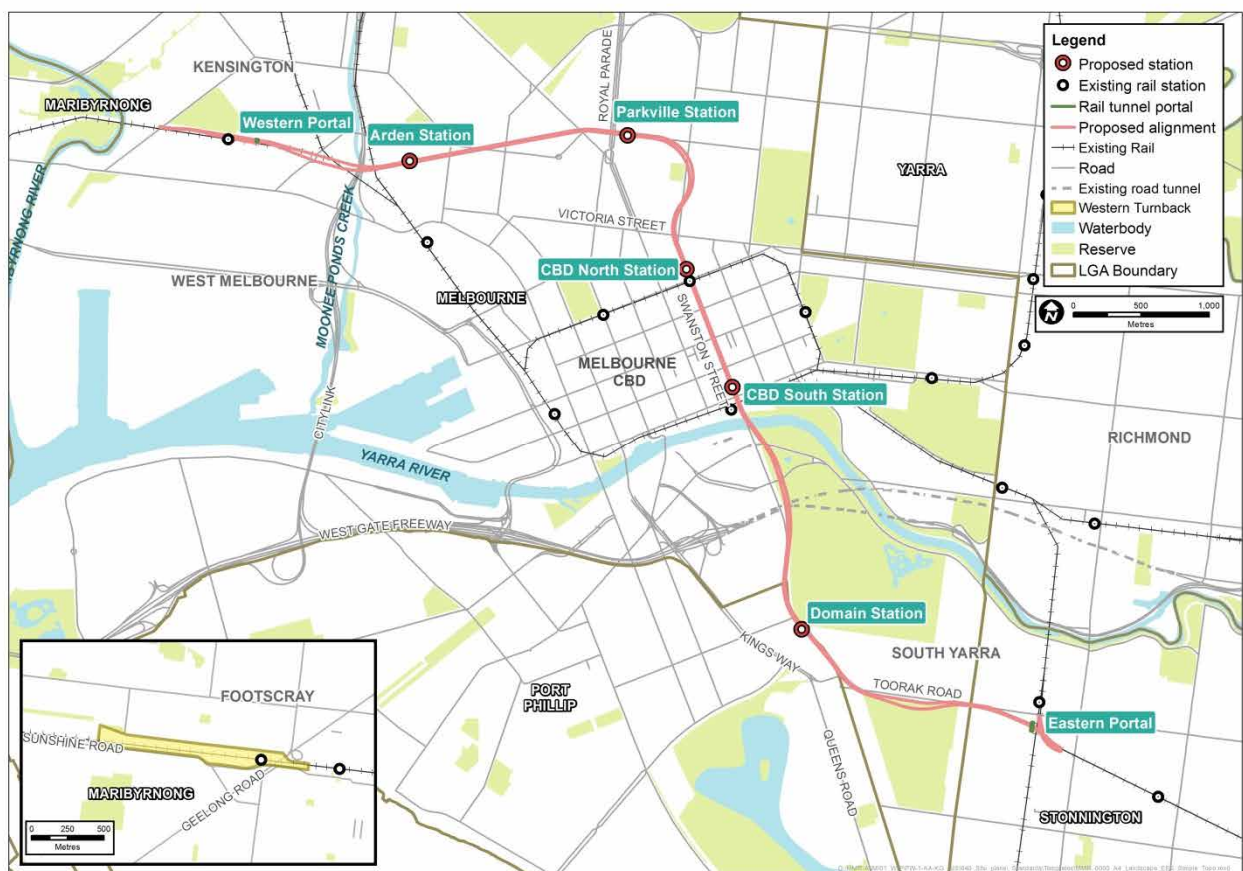 KENSINGTON
MARIBYRNONG
Western Portal
Arden Station
Parkville Station
ROYAL PARADE
YARRA
MARIBYRNONG RIVER
MOONEE PONDS CREEK
VICTORIA STREET
WEST MELBOURNE
MELBOURNE
CBD North Station
SWANSTON STREET
MELBOURNE
CBD
CBD South Station
CITYLINK
YARRA RIVER
RICHMOND
WEST GATE FREEWAY
Domain Station
KINGS WAY
SOUTH YARRA
TOORAK ROAD
Eastern Portal
PORT
PHILLIP
QUEENS ROAD
STONNINGTON
Legend
Proposed station
Existing rail station
Rail tunnel portal
Proposed alignment
Existing Rail
Road
Existing road tunnel
Western Turnback
Waterbody
Reserve
LGA Boundary
N
0 500 1,000
Metres
FOOTSCRAY
SUNSHINE ROAD
GEELONG ROAD
MARIBYRNONG
0 250 500
Metres